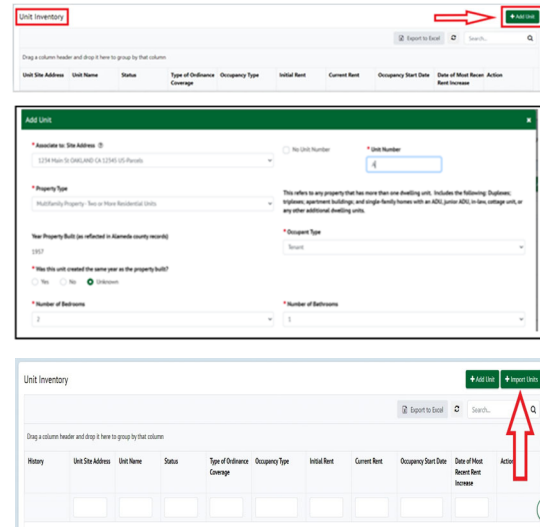 Unit Inventory
+ Add Unit
Export to Excel Search...
Drag a column header and drop it here to group by that column
Unit Site Address Unit Name Status Type of Ordinance Coverage Occupancy Type Initial Rent Current Rent Occupancy Start Date Date of Most Recen Rent Increase Action
Add Unit
* Associate to: Site Address
No Unit Number
* Unit Number
1234 Main St OAKLAND CA 12345 US-Parcels
A
* Property Type
Multifamily Property- Two or More Residential Units
This refers to any property that has more than one dwelling unit. Includes the following: Duplexes;
triplexes; apartment buildings; and single-family homes with an ADU, junior ADU, in-law, cottage unit, or
any other additional dwelling units.
Year Property Built (as reflected in Alameda county records)
* Occupant Type
1957
Tenant
* Was this unit created the same year as the property built?
Yes No Unknown
* Number of Bedrooms
* Number of Bathrooms
2
1
Unit Inventory
+ Add Unit + Import Units
Export to Excel Search...
Drag a column header and drop it here to group by that column
History Unit Site Address Unit Name Status Type of Ordinance Coverage Occupancy Type Initial Rent Current Rent Occupancy Start Date Date of Most Recent Rent Increase Action